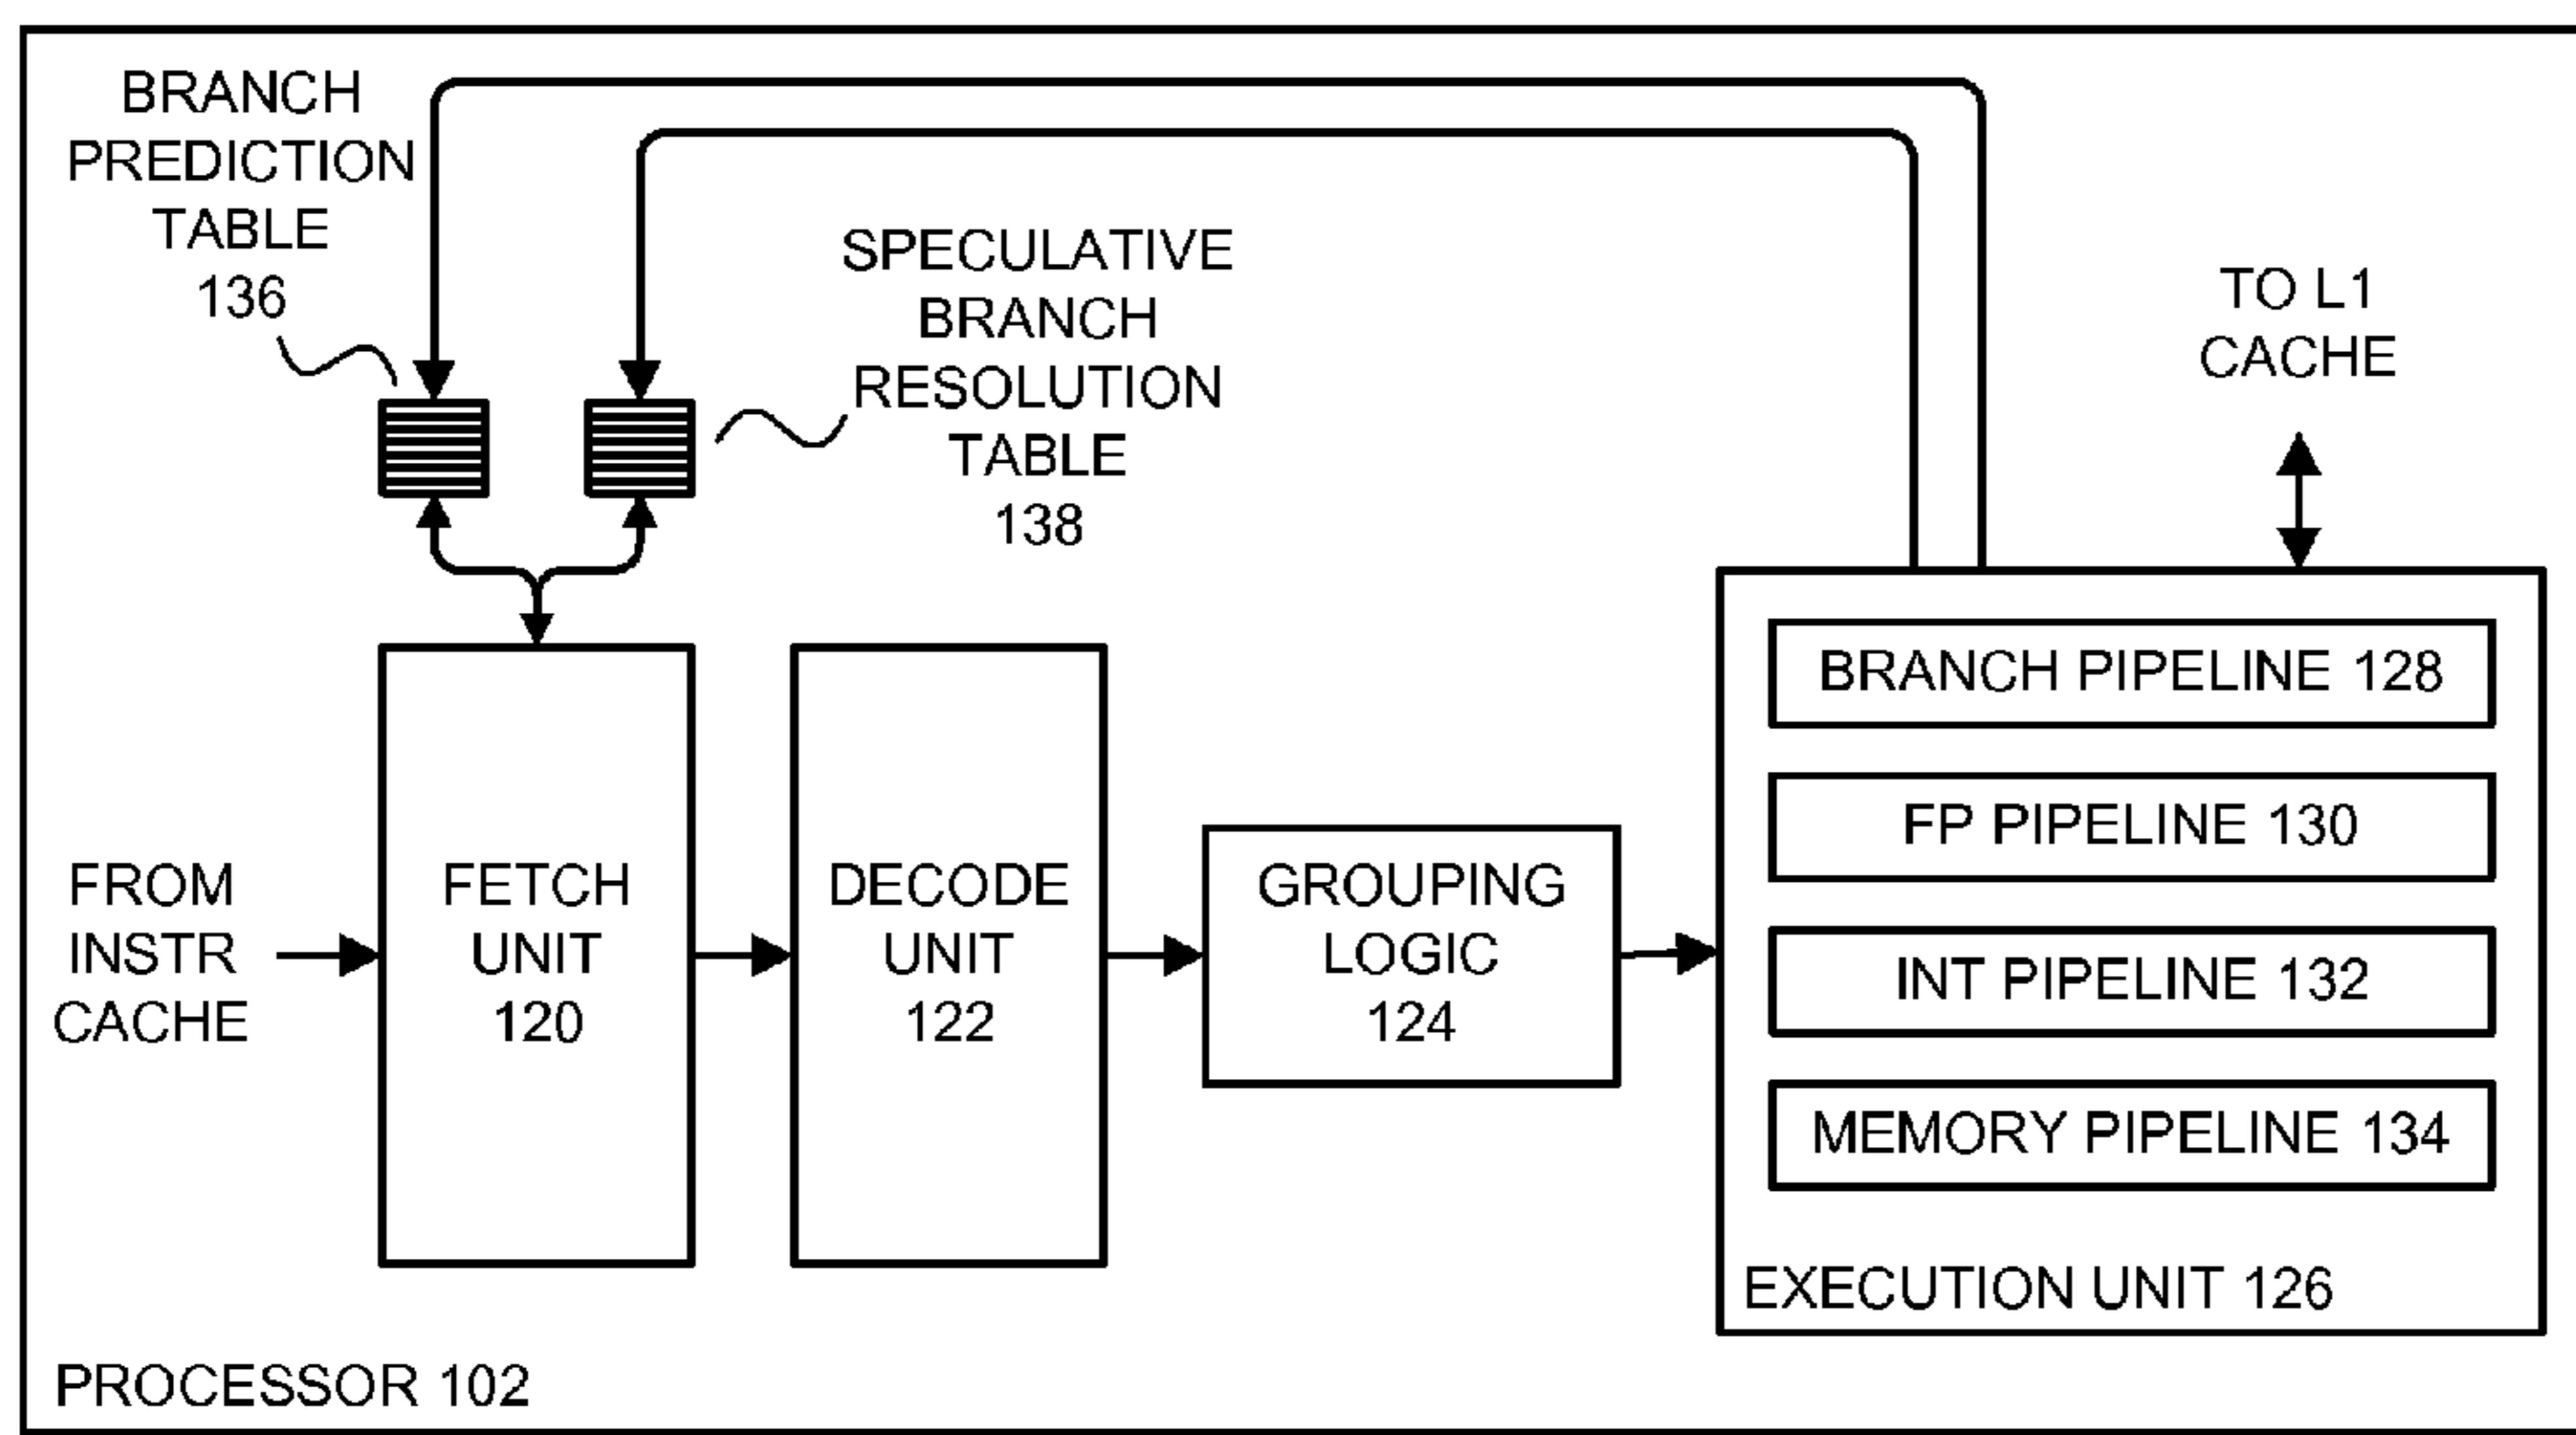 BRANCH
PREDICTION
TABLE
136
SPECULATIVE
BRANCH
RESOLUTION
TABLE
138
TO L1
CACHE
FROM
INSTR
CACHE
FETCH
UNIT
120
DECODE
UNIT
122
GROUPING
LOGIC
124
BRANCH PIPELINE 128
FP PIPELINE 130
INT PIPELINE 132
MEMORY PIPELINE 134
EXECUTION UNIT 126
PROCESSOR 102